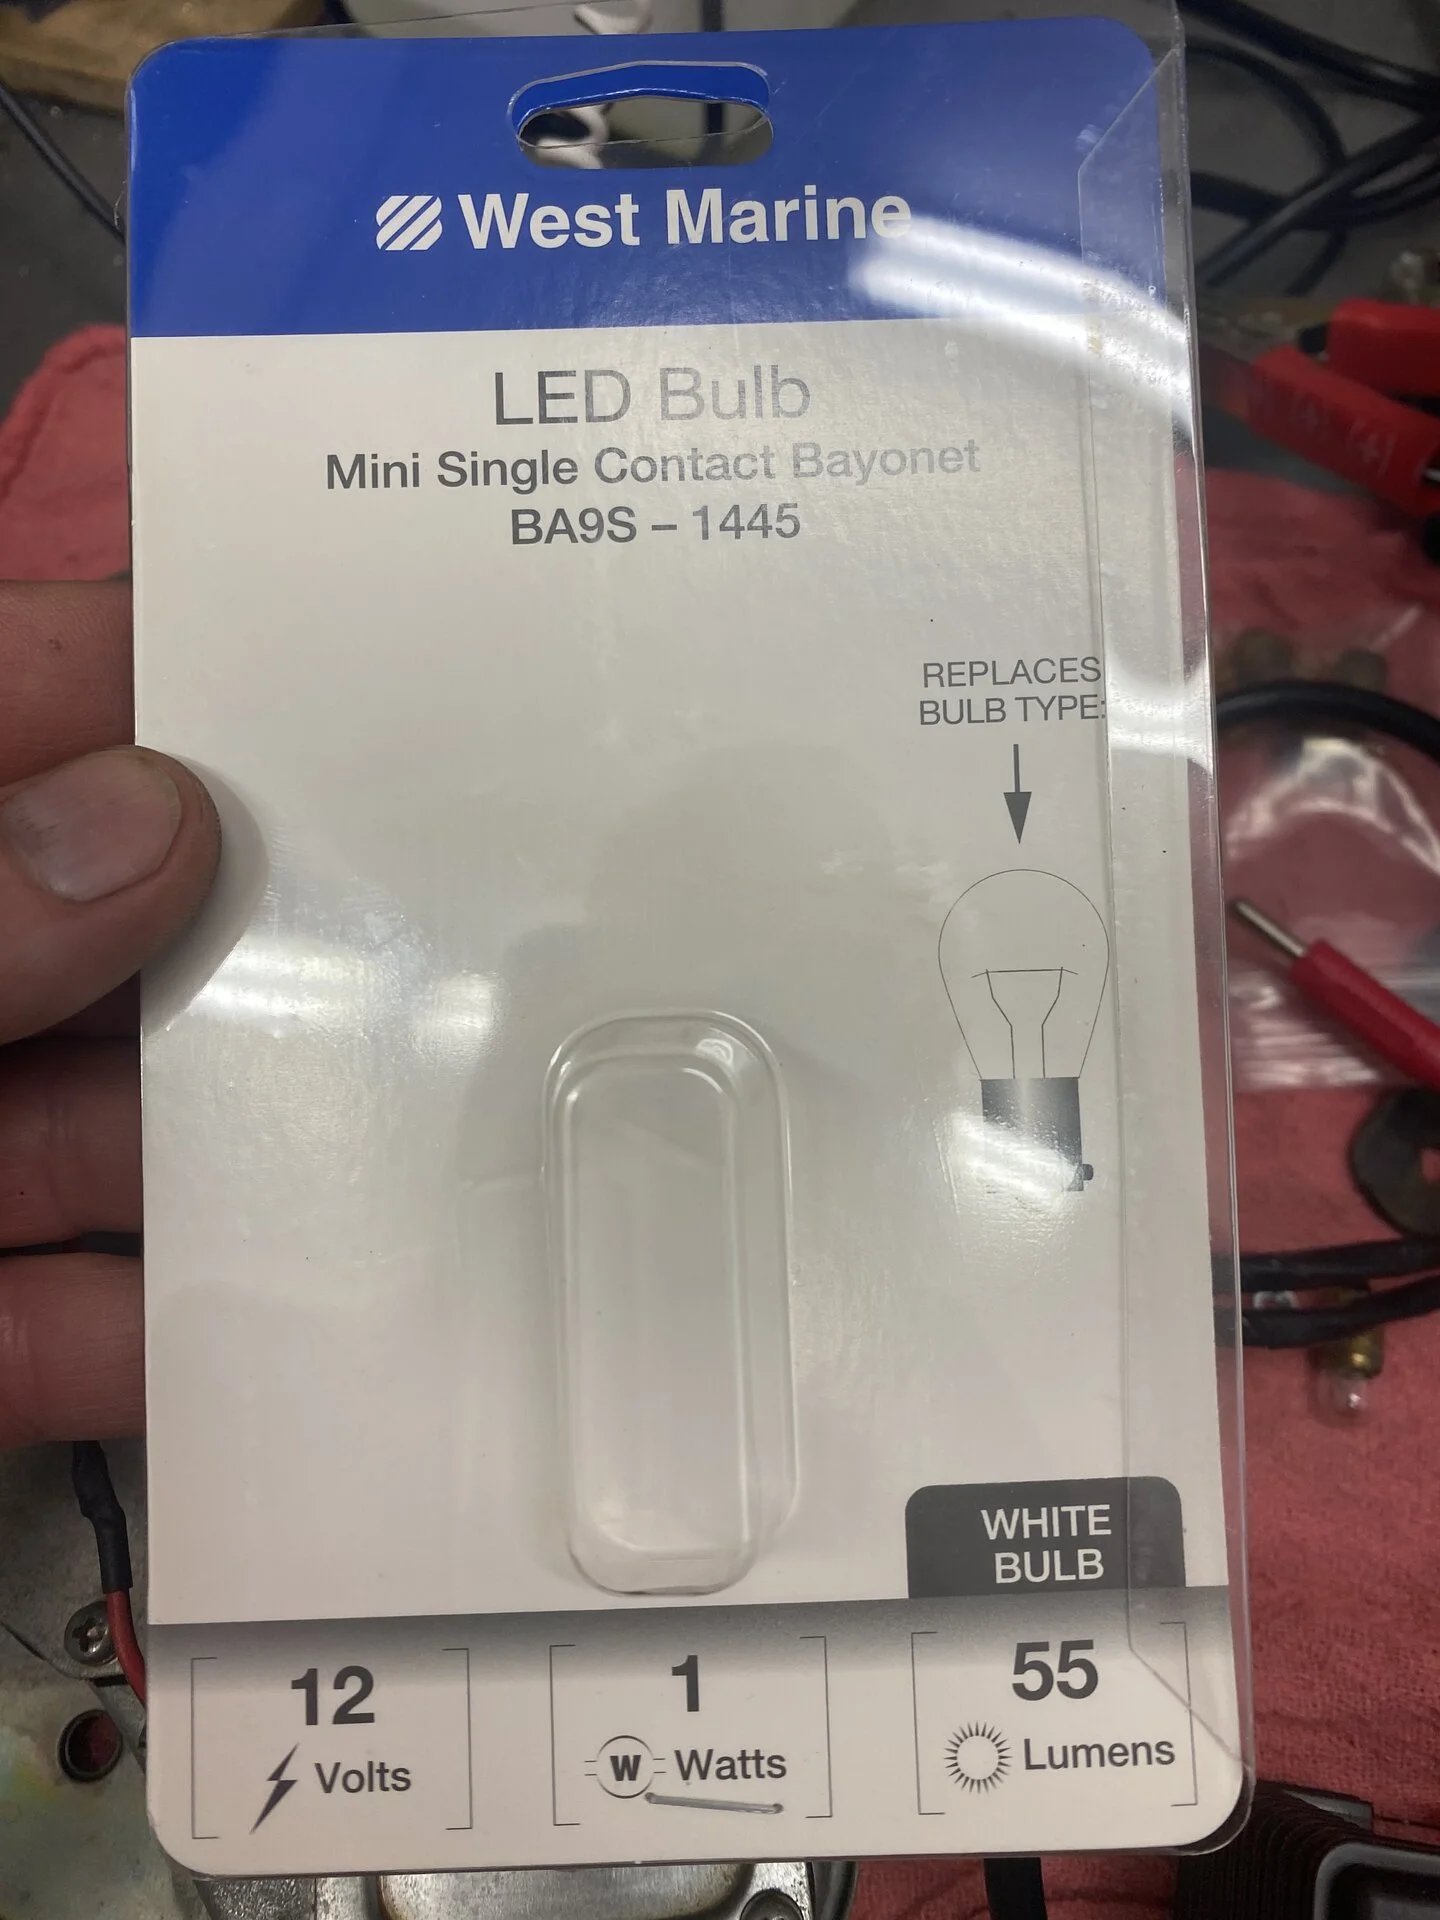 West Marine
LED Bulb
Mini Single Contact Bayonet
BA9S – 1445
REPLACES
BULB TYPE:
WHITE
BULB
12
Volts
1
W Watts
55
Lumens